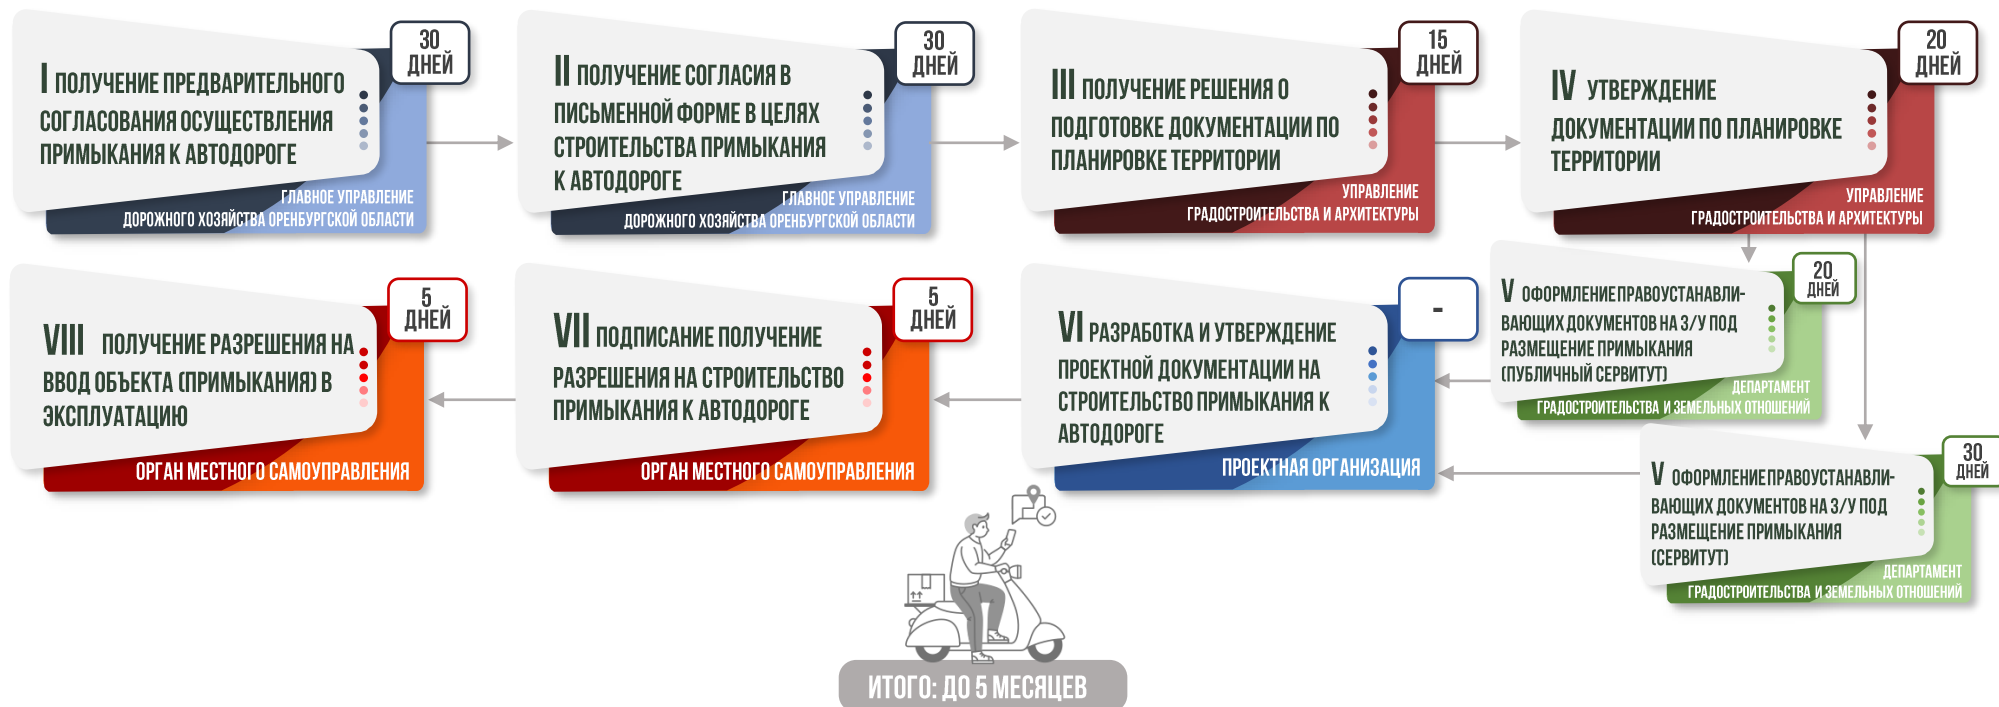 30
ДНЕЙ
I ПОЛУЧЕНИЕ ПРЕДВАРИТЕЛЬНОГО
СОГЛАСОВАНИЯ ОСУЩЕСТВЛЕНИЯ
ПРИМЫКАНИЯ К АВТОДОРОГЕ
ГЛАВНОЕ УПРАВЛЕНИЕ
ДОРОЖНОГО ХОЗЯЙСТВА ОРЕНБУРГСКОЙ ОБЛАСТИ
30
ДНЕЙ
II ПОЛУЧЕНИЕ СОГЛАСИЯ В
ПИСЬМЕННОЙ ФОРМЕ В ЦЕЛЯХ
СТРОИТЕЛЬСТВА ПРИМЫКАНИЯ
К АВТОДОРОГЕ
ГЛАВНОЕ УПРАВЛЕНИЕ
ДОРОЖНОГО ХОЗЯЙСТВА ОРЕНБУРГСКОЙ ОБЛАСТИ
15
ДНЕЙ
III ПОЛУЧЕНИЕ РЕШЕНИЯ О
ПОДГОТОВКЕ ДОКУМЕНТАЦИИ ПО
ПЛАНИРОВКЕ ТЕРРИТОРИИ
УПРАВЛЕНИЕ
ГРАДОСТРОИТЕЛЬСТВА И АРХИТЕКТУРЫ
20
ДНЕЙ
IV УТВЕРЖДЕНИЕ
ДОКУМЕНТАЦИИ ПО ПЛАНИРОВКЕ
ТЕРРИТОРИИ
УПРАВЛЕНИЕ
ГРАДОСТРОИТЕЛЬСТВА И АРХИТЕКТУРЫ
20
ДНЕЙ
V ОФОРМЛЕНИЕ ПРАВОУСТАНАВЛИ-
ВАЮЩИХ ДОКУМЕНТОВ НА З/У ПОД
РАЗМЕЩЕНИЕ ПРИМЫКАНИЯ
(ПУБЛИЧНЫЙ СЕРВИТУТ)
ДЕПАРТАМЕНТ
ГРАДОСТРОИТЕЛЬСТВА И ЗЕМЕЛЬНЫХ ОТНОШЕНИЙ
30
ДНЕЙ
V ОФОРМЛЕНИЕ ПРАВОУСТАНАВЛИ-
ВАЮЩИХ ДОКУМЕНТОВ НА З/У ПОД
РАЗМЕЩЕНИЕ ПРИМЫКАНИЯ
(СЕРВИТУТ)
ДЕПАРТАМЕНТ
ГРАДОСТРОИТЕЛЬСТВА И ЗЕМЕЛЬНЫХ ОТНОШЕНИЙ
-
VI РАЗРАБОТКА И УТВЕРЖДЕНИЕ
ПРОЕКТНОЙ ДОКУМЕНТАЦИИ НА
СТРОИТЕЛЬСТВО ПРИМЫКАНИЯ К
АВТОДОРОГЕ
ПРОЕКТНАЯ ОРГАНИЗАЦИЯ
5
ДНЕЙ
VII ПОДПИСАНИЕ ПОЛУЧЕНИЕ
РАЗРЕШЕНИЯ НА СТРОИТЕЛЬСТВО
ПРИМЫКАНИЯ К АВТОДОРОГЕ
ОРГАН МЕСТНОГО САМОУПРАВЛЕНИЯ
5
ДНЕЙ
VIII ПОЛУЧЕНИЕ РАЗРЕШЕНИЯ НА
ВВОД ОБЪЕКТА (ПРИМЫКАНИЯ) В
ЭКСПЛУАТАЦИЮ
ОРГАН МЕСТНОГО САМОУПРАВЛЕНИЯ
ИТОГО: ДО 5 МЕСЯЦЕВ